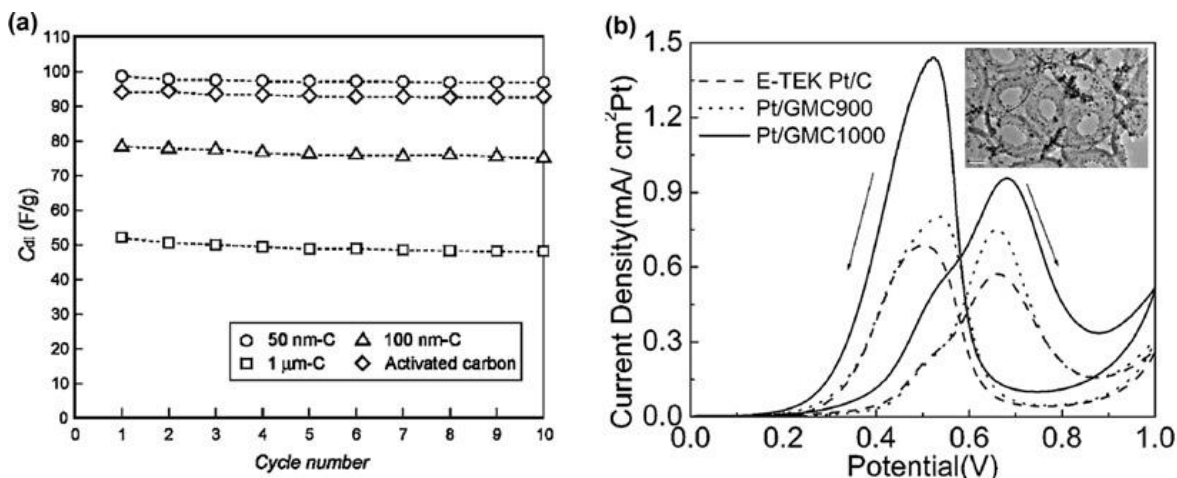 (a)
110
100
90
80
70
60
50
40
30
20
10
0
C_dl (F/g)
0 1 2 3 4 5 6 7 8 9 10
Cycle number
50 nm-C 100 nm-C
1 μm-C Activated carbon
(b)
1.5
1.2
0.9
0.6
0.3
0.0
Current Density(mA/ cm²Pt)
E-TEK Pt/C
Pt/GMC900
Pt/GMC1000
0.0 0.2 0.4 0.6 0.8 1.0
Potential(V)